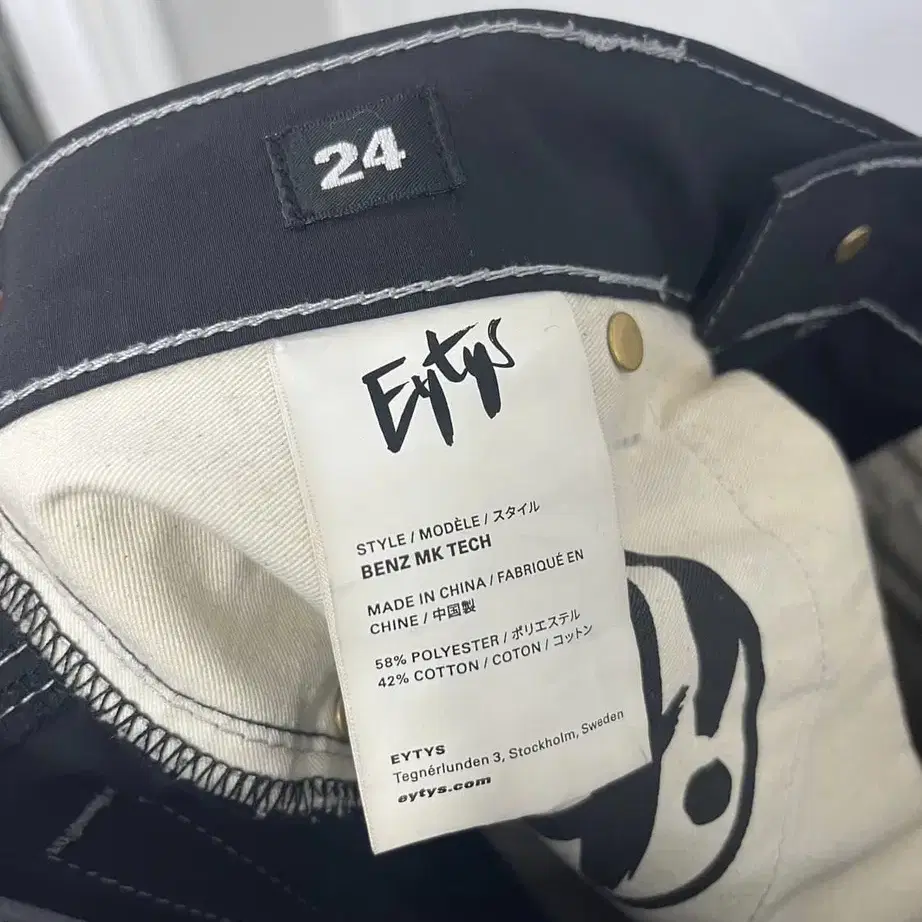 24
Eytys
STYLE / MODÈLE / スタイル
BENZ MK TECH
MADE IN CHINA / FABRIQUÉ EN
CHINE / 中国製
58% POLYESTER / ポリエステル
42% COTTON / COTON / コットン
EYTYS
Tegnérlunden 3, Stockholm, Sweden
eytys.com